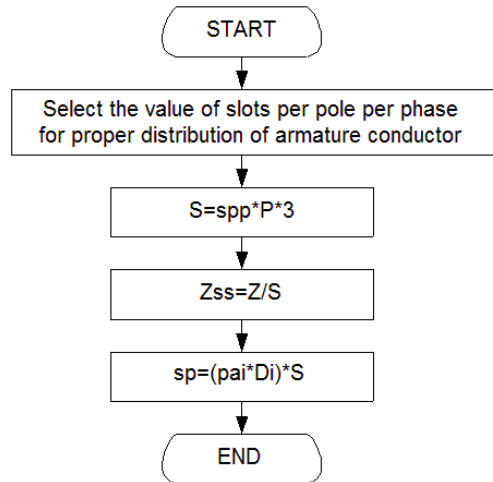 START
Select the value of slots per pole per phase
for proper distribution of armature conductor
S=spp*P*3
Zss=Z/S
sp=(pai*Di)*S
END